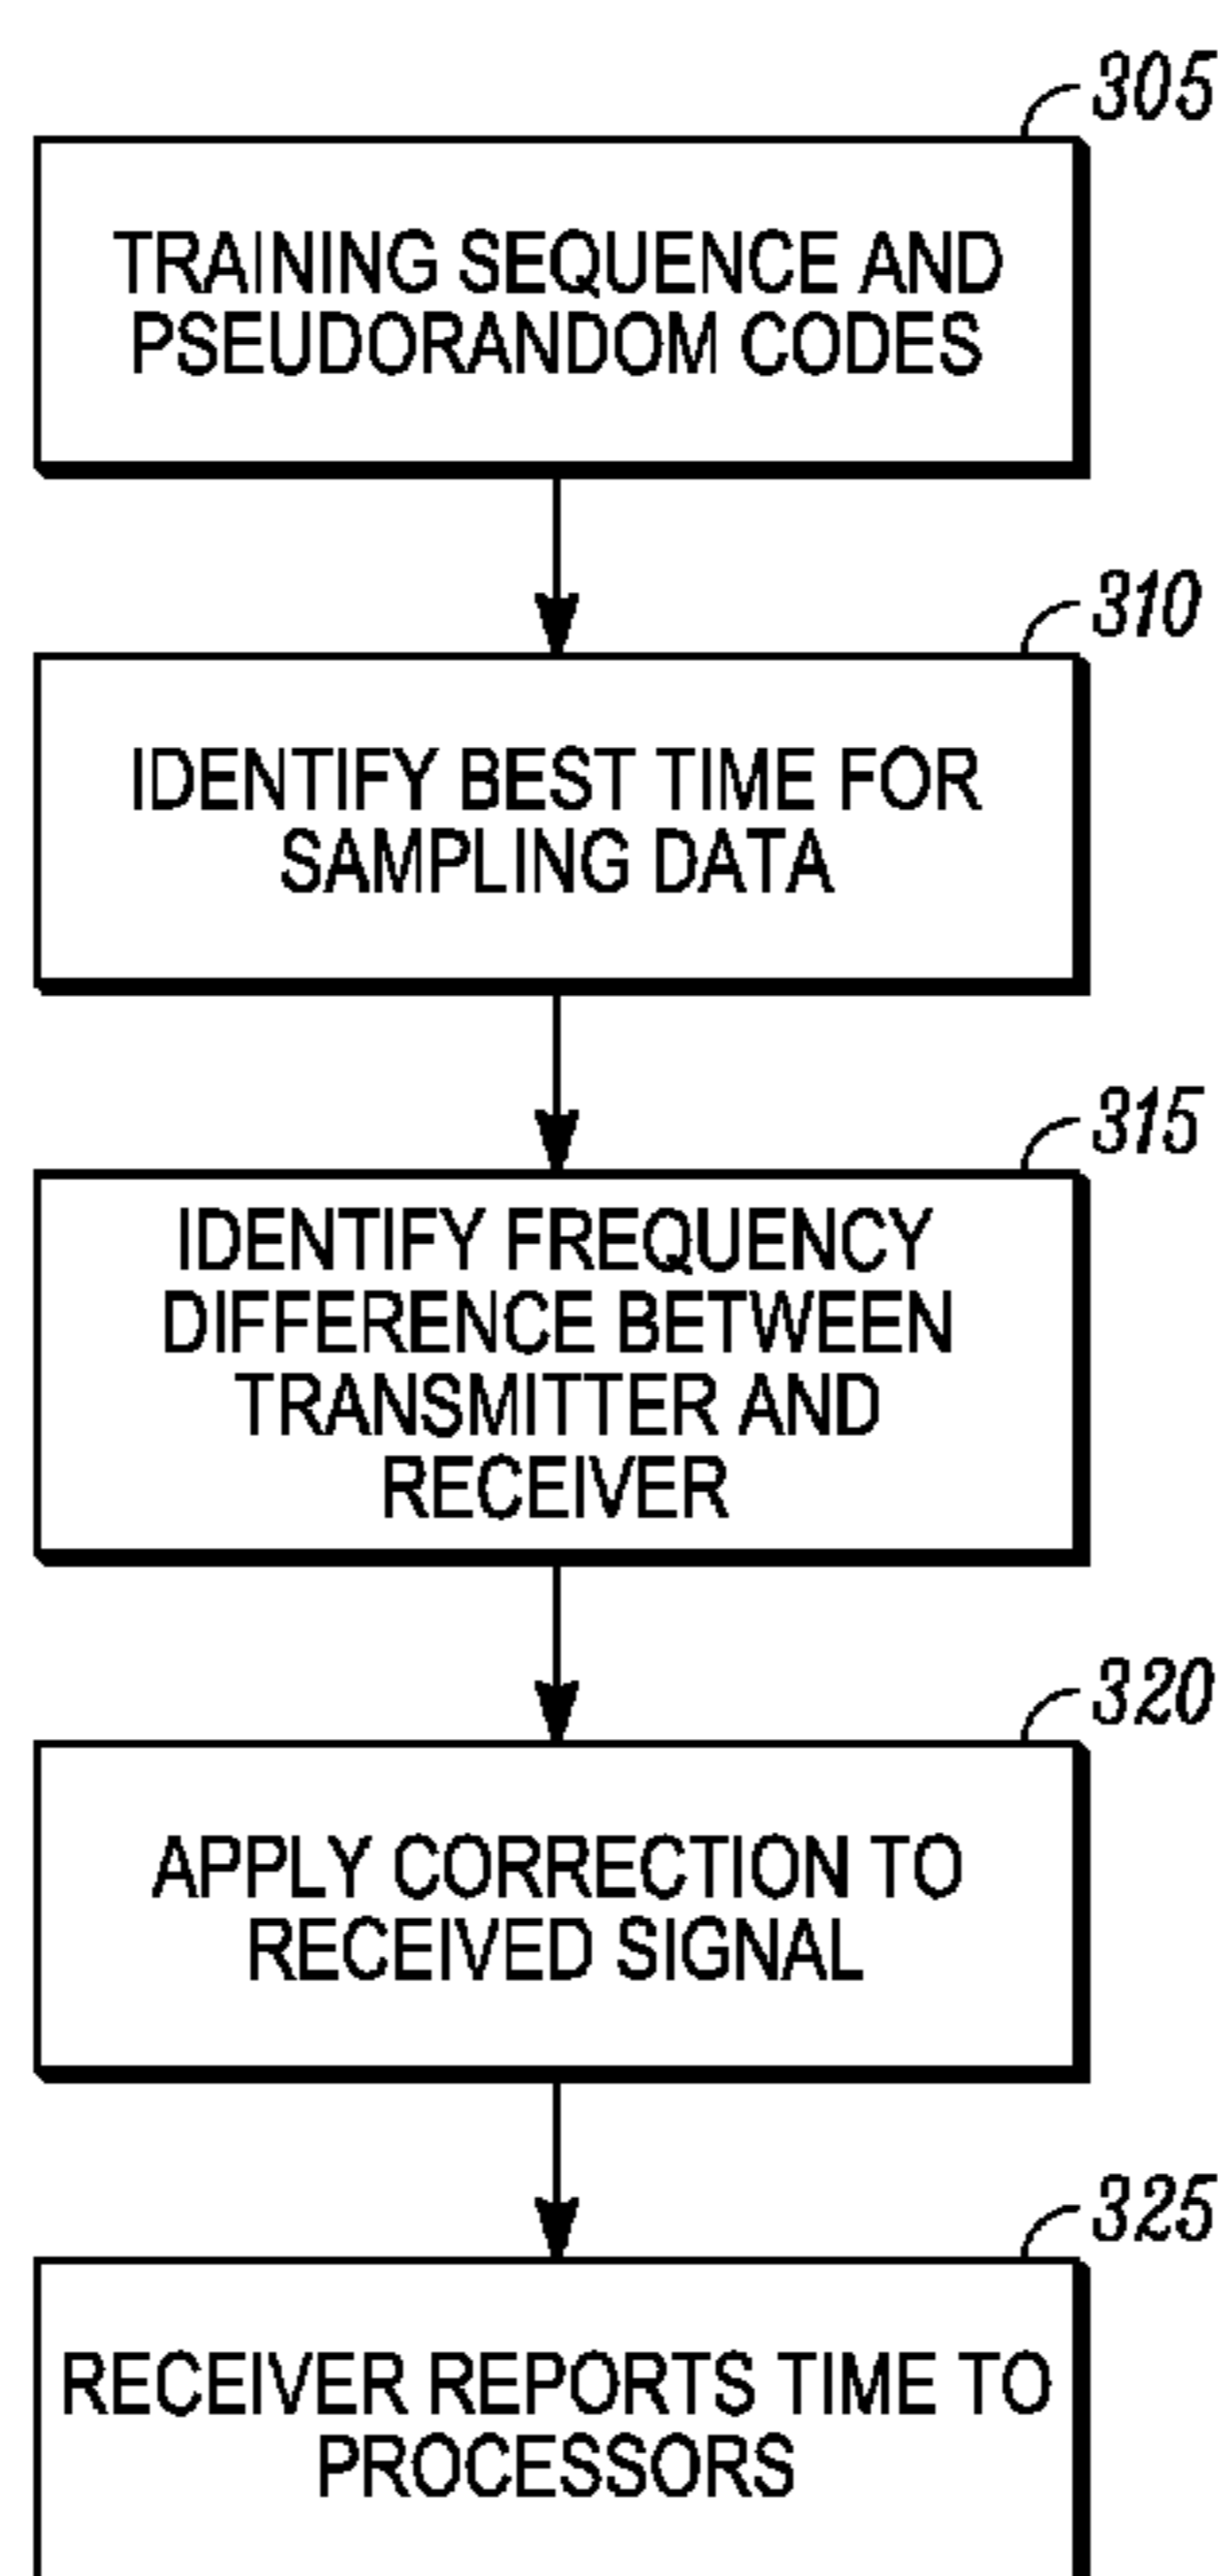 305
TRAINING SEQUENCE AND
PSEUDORANDOM CODES
310
IDENTIFY BEST TIME FOR
SAMPLING DATA
315
IDENTIFY FREQUENCY
DIFFERENCE BETWEEN
TRANSMITTER AND
RECEIVER
320
APPLY CORRECTION TO
RECEIVED SIGNAL
325
RECEIVER REPORTS TIME TO
PROCESSORS